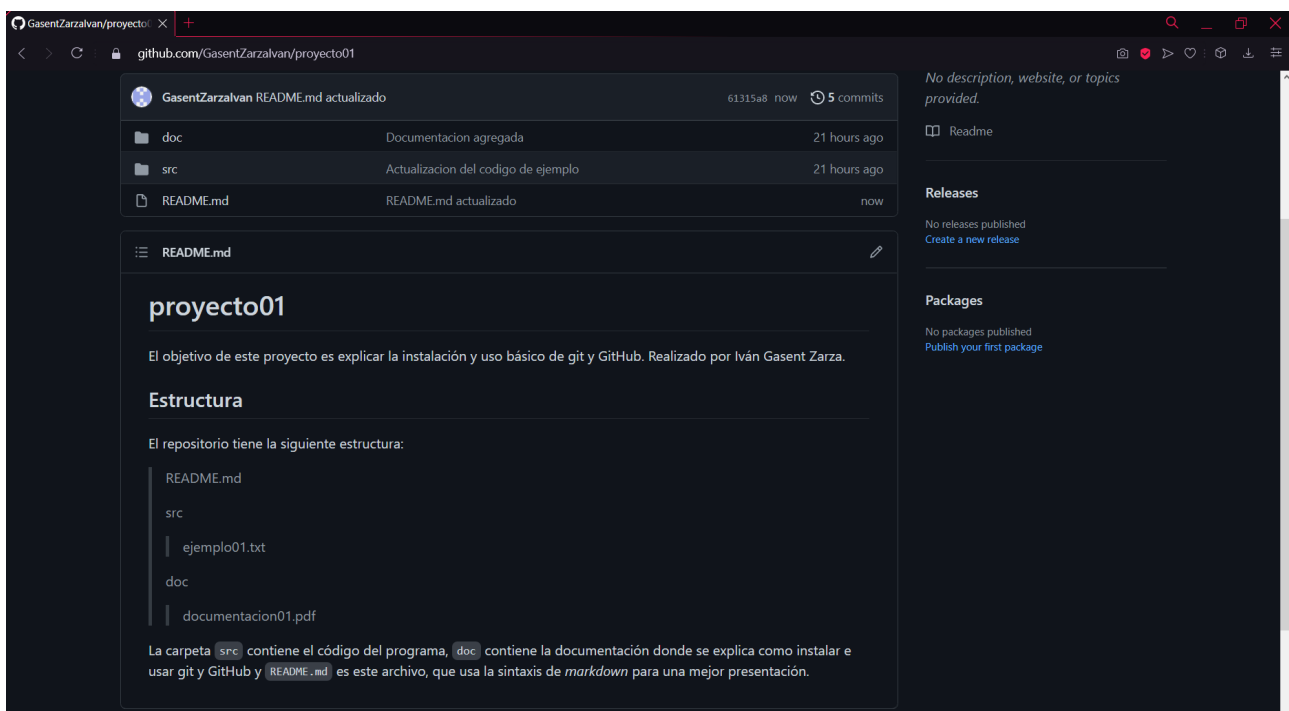 GasentZarzalvan/proyecto0
github.com/GasentZarzalvan/proyecto01
GasentZarzalvan README.md actualizado 61315a8 now 5 commits
doc Documentacion agregada 21 hours ago
src Actualizacion del codigo de ejemplo 21 hours ago
README.md README.md actualizado now
README.md
proyecto01
El objetivo de este proyecto es explicar la instalación y uso básico de git y GitHub. Realizado por Iván Gasent Zarza.
Estructura
El repositorio tiene la siguiente estructura:
README.md
src
ejemplo01.txt
doc
documentacion01.pdf
La carpeta src contiene el código del programa, doc contiene la documentación donde se explica como instalar e
usar git y GitHub y README.md es este archivo, que usa la sintaxis de markdown para una mejor presentación.
No description, website, or topics
provided.
Readme
Releases
No releases published
Create a new release
Packages
No packages published
Publish your first package